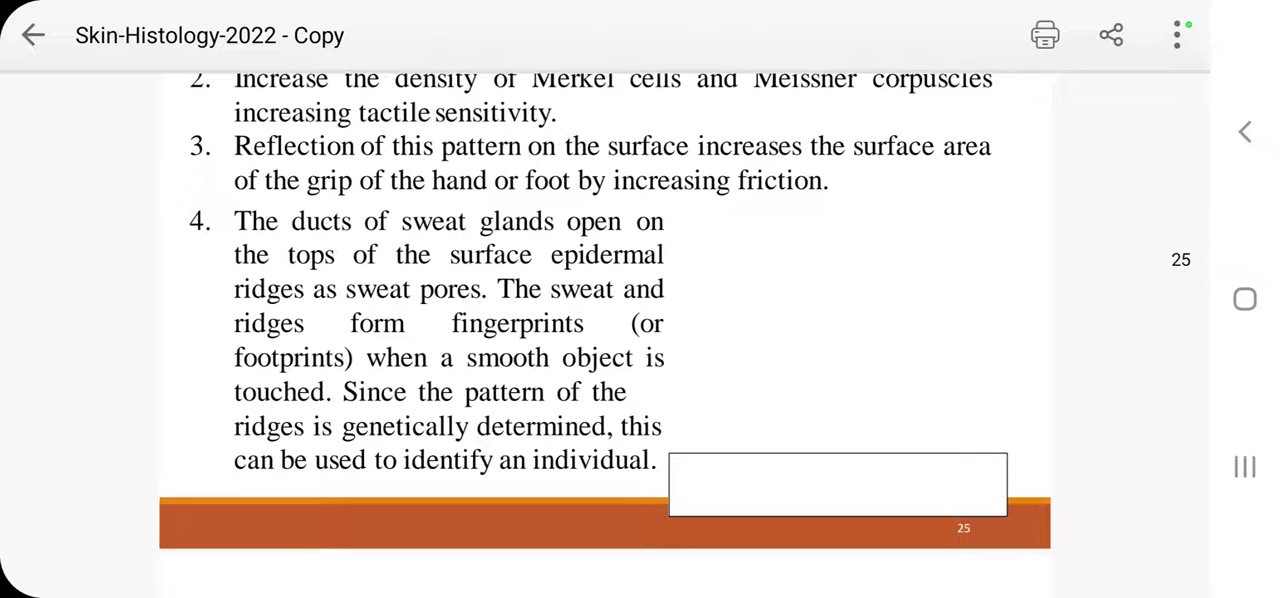 Skin-Histology-2022 - Copy
2. Increase the density of Merkel cells and Meissner corpuscles
increasing tactile sensitivity.
3. Reflection of this pattern on the surface increases the surface area
of the grip of the hand or foot by increasing friction.
4. The ducts of sweat glands open on
the tops of the surface epidermal
ridges as sweat pores. The sweat and
ridges form fingerprints (or
footprints) when a smooth object is
touched. Since the pattern of the
ridges is genetically determined, this
can be used to identify an individual.
25
25